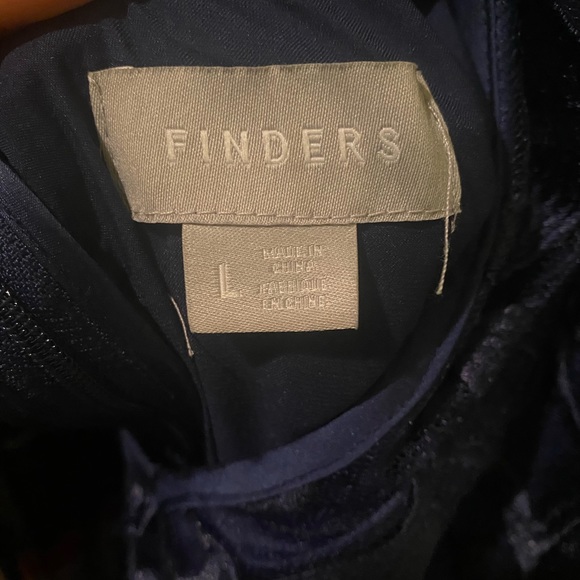 FINDERS
L
MADE IN
CHINA
FABRIQUÉ
EN CHINE